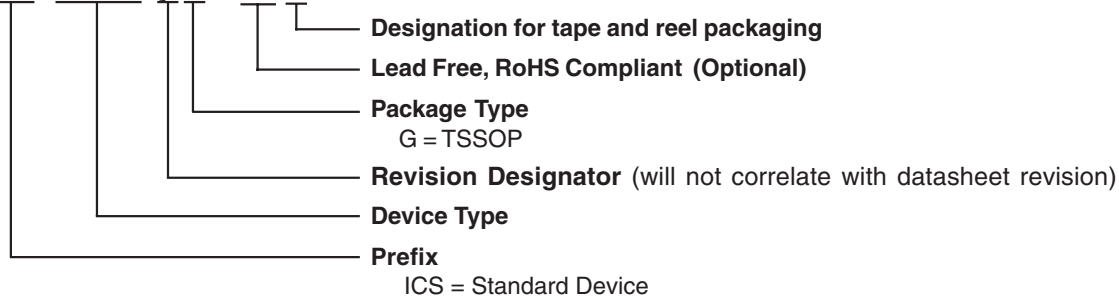 Designation for tape and reel packaging
Lead Free, RoHS Compliant (Optional)
Package Type
G = TSSOP
Revision Designator (will not correlate with datasheet revision)
Device Type
Prefix
ICS = Standard Device